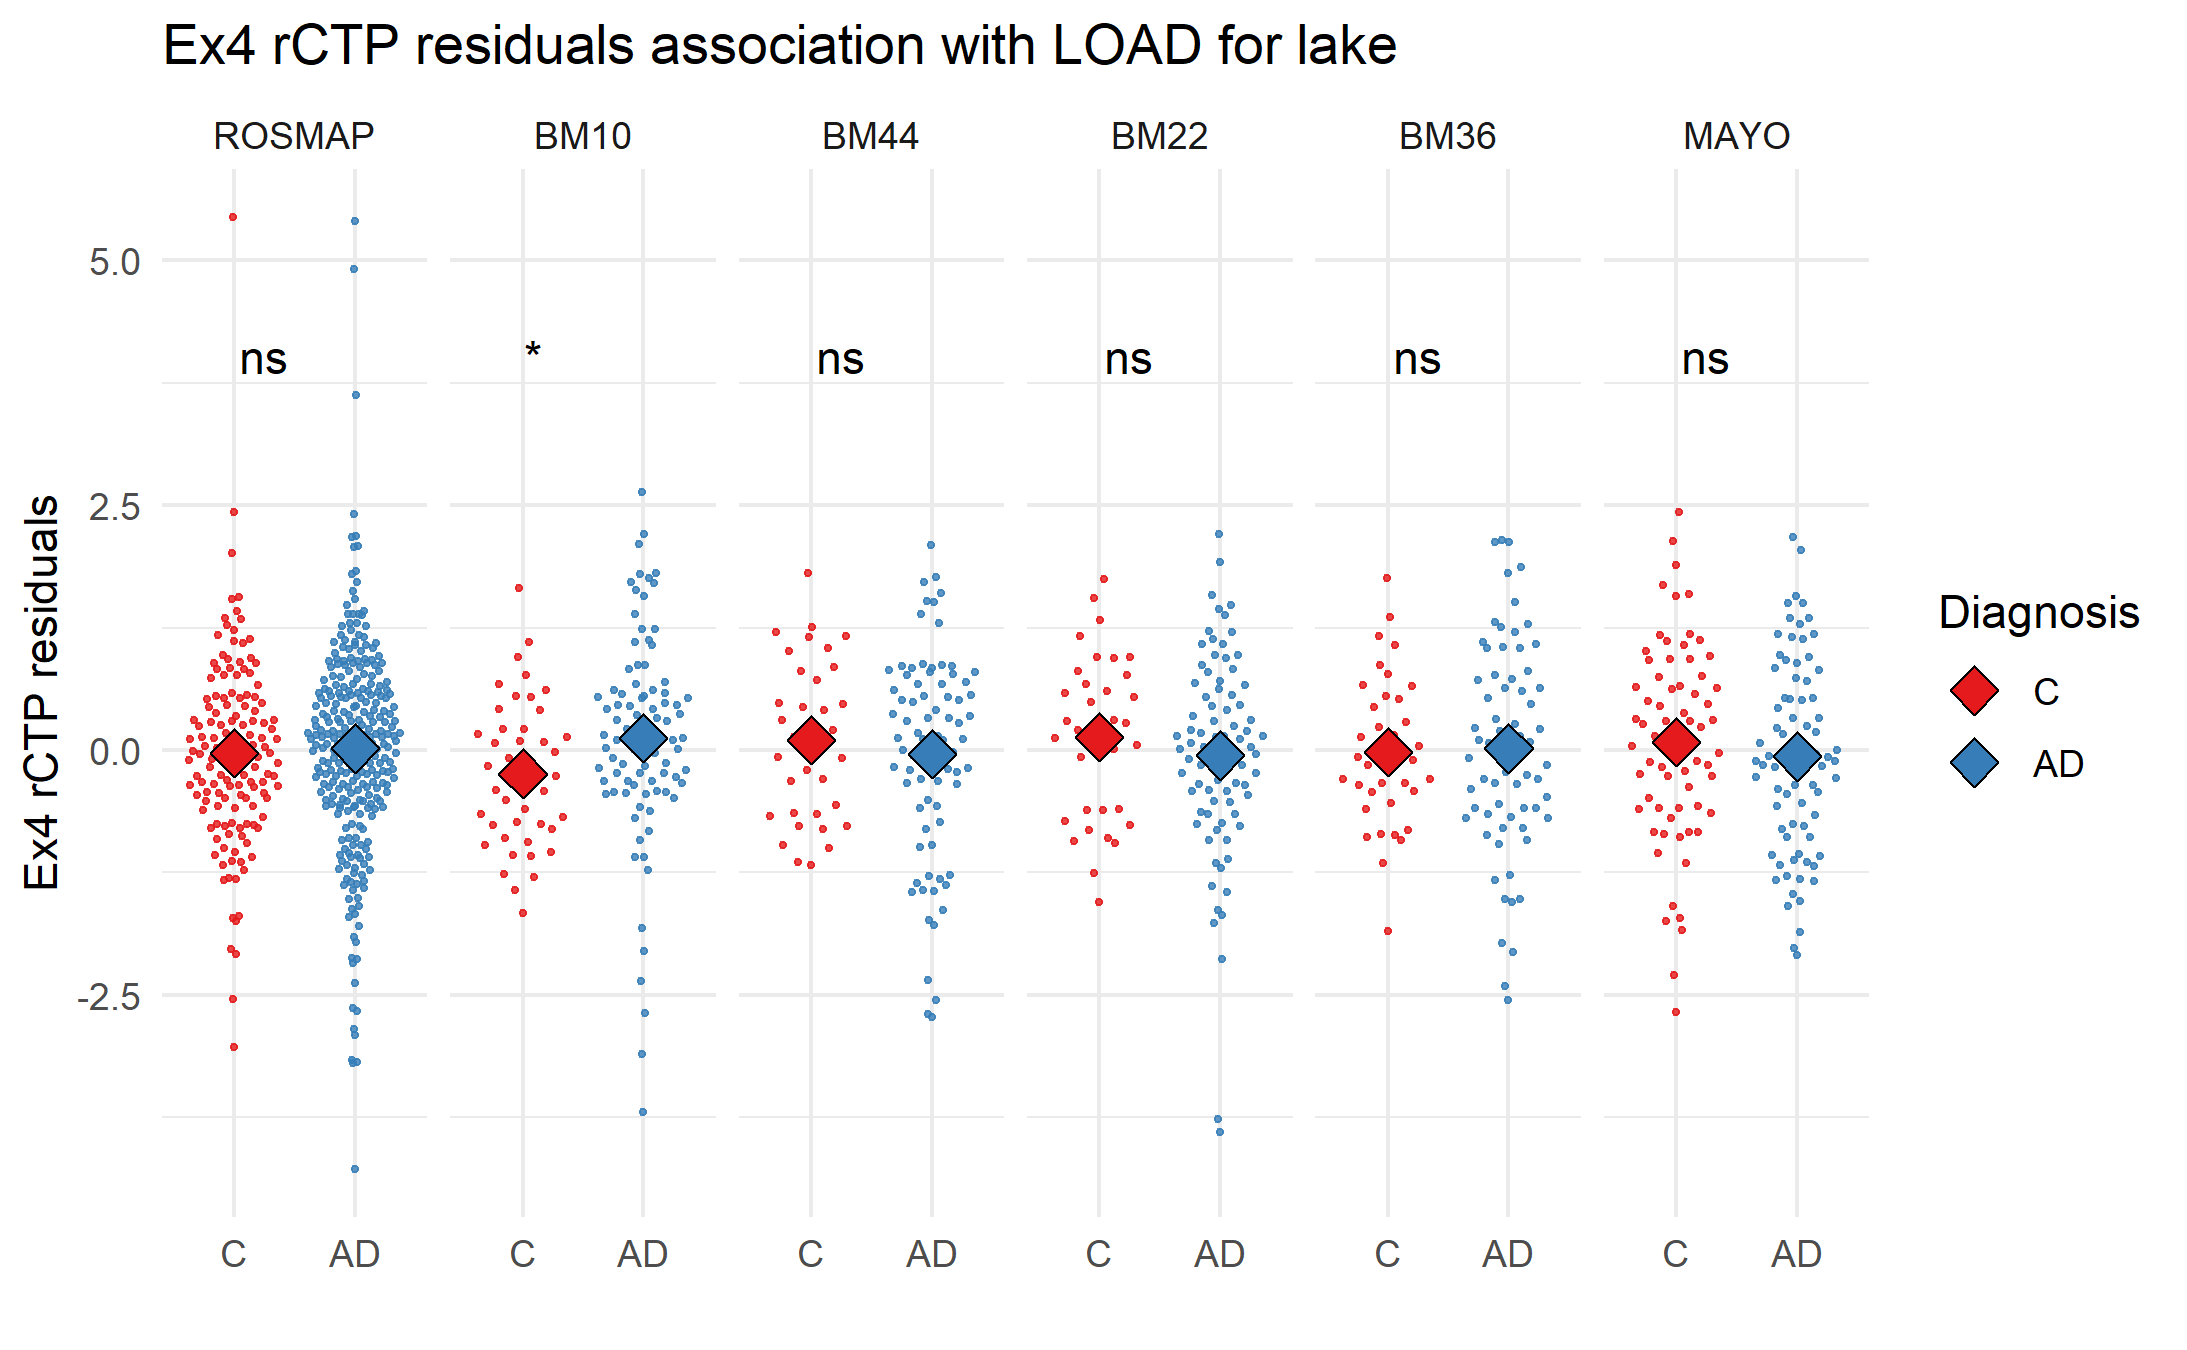 Ex4 rCTP residuals association with LOAD for lake
ROSMAP BM10 BM44 BM22 BM36 MAYO
5.0
ns * ns ns ns ns
2.5
0.0
-2.5
Ex4 rCTP residuals
C AD C AD C AD C AD C AD C AD
Diagnosis
C
AD